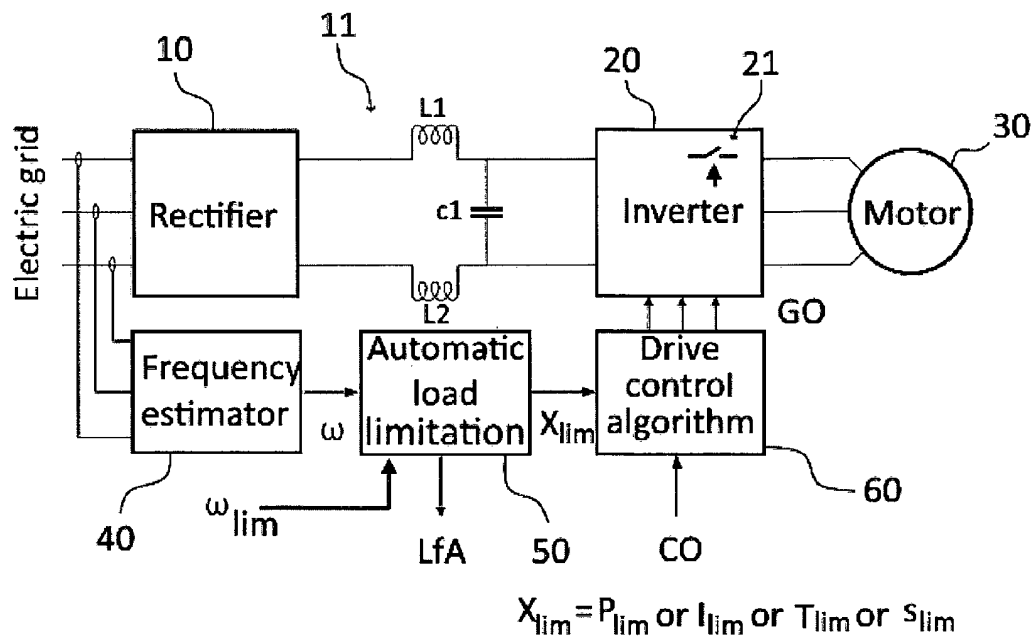 10
11
20
21
30
L1
Electric grid
Rectifier
c1
Inverter
Motor
L2
GO
Frequency
estimator
ω
Automatic
load
limitation
Xlim
Drive
control
algorithm
40
ωlim
LfA
50
CO
60
Xlim = Plim or Ilim or Tlim or Slim